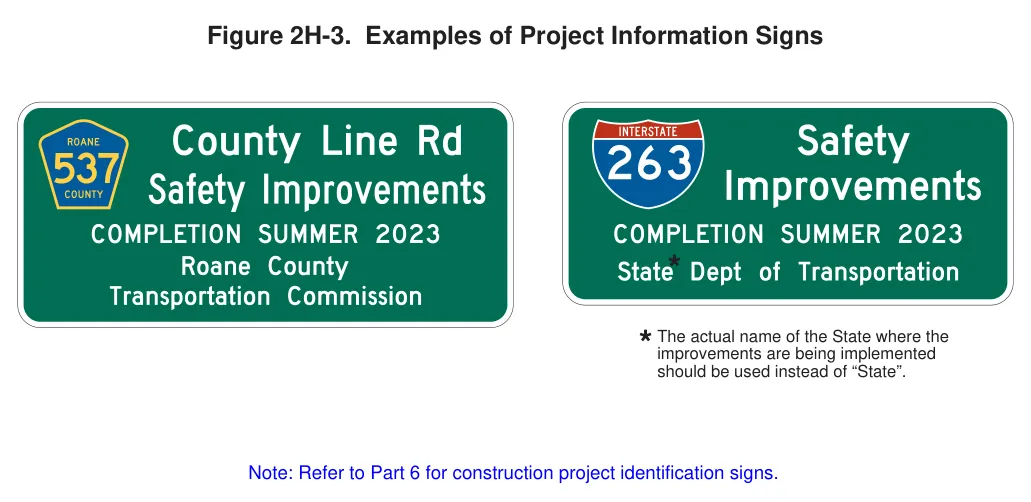 Figure 2H-3.  Examples of Project Information Signs
ROANE
537
COUNTY
County Line Rd
Safety Improvements
COMPLETION SUMMER 2023
Roane County
Transportation Commission
INTERSTATE
263
Safety
Improvements
COMPLETION SUMMER 2023
State* Dept of Transportation
* The actual name of the State where the
improvements are being implemented
should be used instead of “State”.
Note: Refer to Part 6 for construction project identification signs.